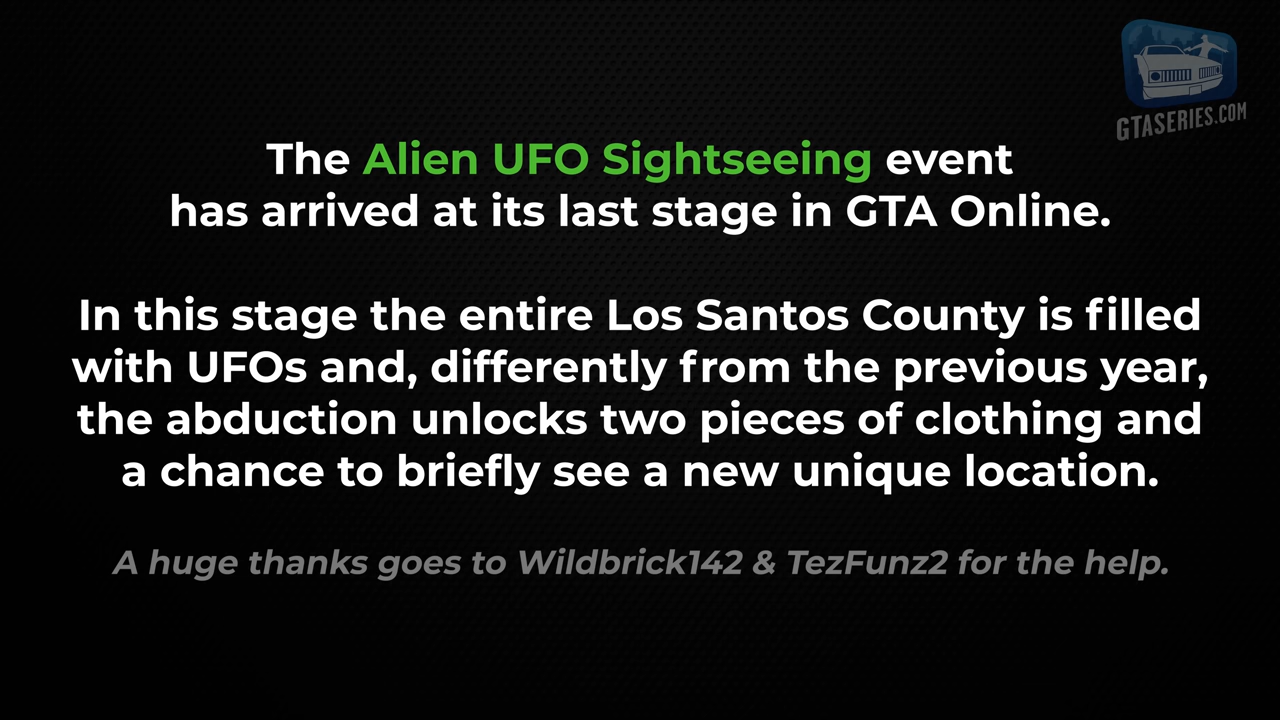 GTASERIES.COM
The Alien UFO Sightseeing event
has arrived at its last stage in GTA Online.
In this stage the entire Los Santos County is filled
with UFOs and, differently from the previous year,
the abduction unlocks two pieces of clothing and
a chance to briefly see a new unique location.
A huge thanks goes to Wildbrick142 & TezFunz2 for the help.